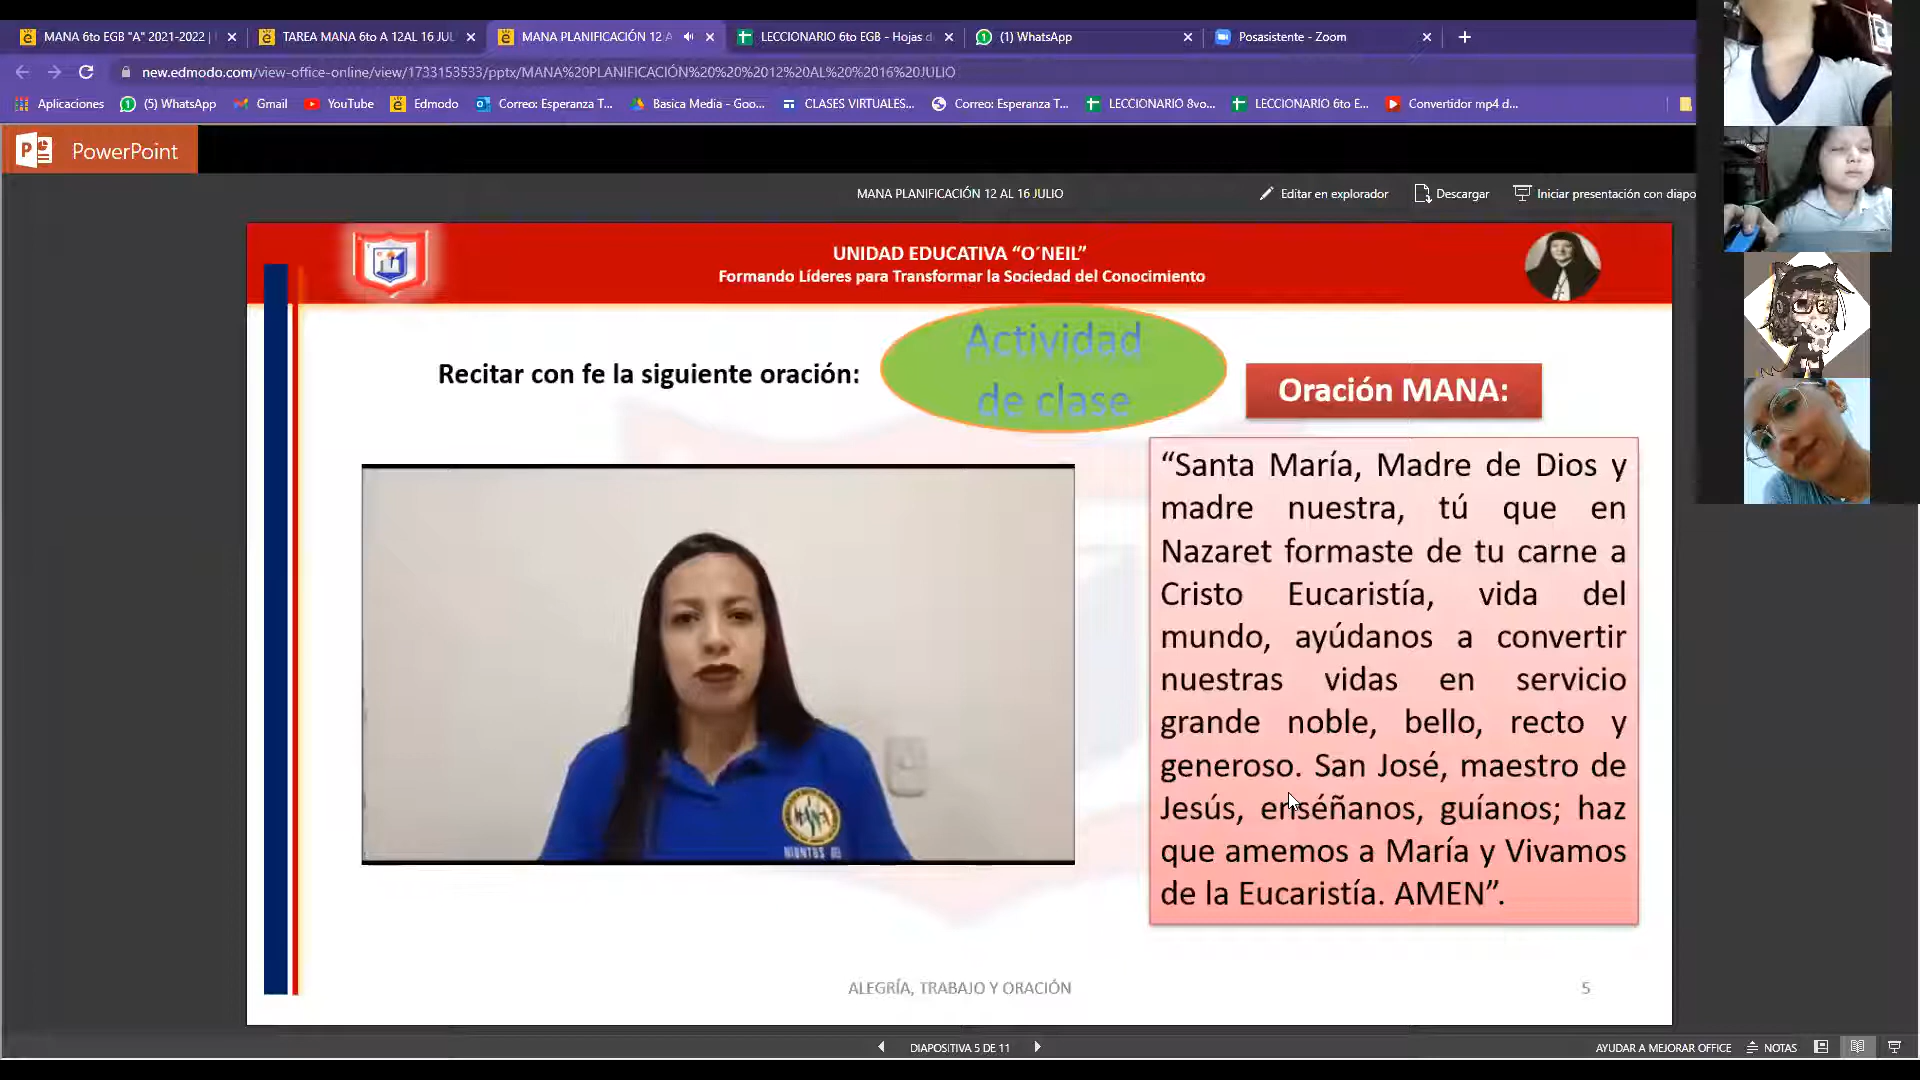 MANA 6to EGB "A" 2021-2022 |
TAREA MANA 6to A 12AL 16 JUL
MANA PLANIFICACIÓN 12 A
LECCIONARIO 6to EGB - Hojas d
(1) WhatsApp
Posasistente - Zoom
new.edmodo.com/view-office-online/view/1733153533/pptx/MANA%20PLANIFICACIÓN%20%20%2012%20AL%20%2016%20JULIO
Aplicaciones
(5) WhatsApp
Gmail
YouTube
Edmodo
Correo: Esperanza T...
Basica Media - Goo...
CLASES VIRTUALES...
Correo: Esperanza T...
LECCIONARIO 8vo...
LECCIONARIO 6to E...
Convertidor mp4 d...
PowerPoint
MANA PLANIFICACIÓN 12 AL 16 JULIO
Editar en explorador
Descargar
Iniciar presentación con diapo
UNIDAD EDUCATIVA “O´NEIL”
Formando Líderes para Transformar la Sociedad del Conocimiento
Recitar con fe la siguiente oración:
Actividad
de clase
Oración MANA:
“Santa María, Madre de Dios y
madre nuestra, tú que en
Nazaret formaste de tu carne a
Cristo Eucaristía, vida del
mundo, ayúdanos a convertir
nuestras vidas en servicio
grande noble, bello, recto y
generoso. San José, maestro de
Jesús, enséñanos, guíanos; haz
que amemos a María y Vivamos
de la Eucaristía. AMEN”.
ALEGRÍA, TRABAJO Y ORACIÓN
5
DIAPOSITIVA 5 DE 11
AYUDAR A MEJORAR OFFICE
NOTAS